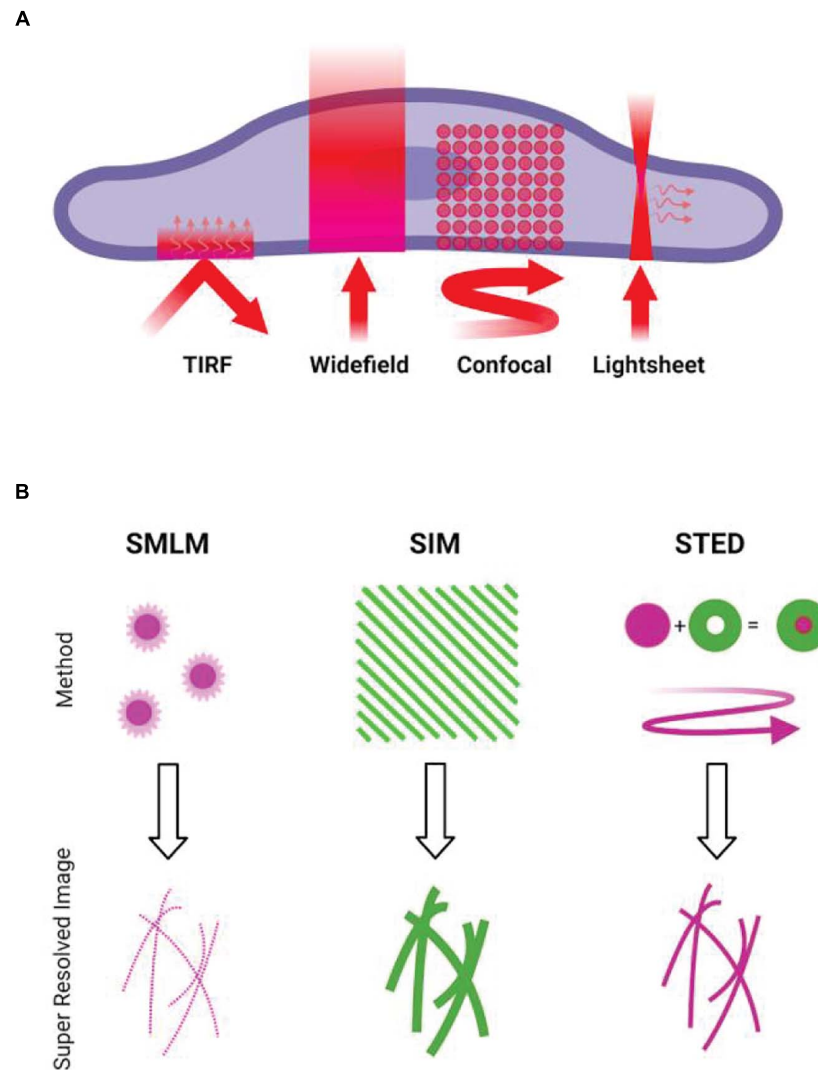 A
TIRF Widefield Confocal Lightsheet
B
SMLM SIM STED
Method
+ =
Super Resolved Image